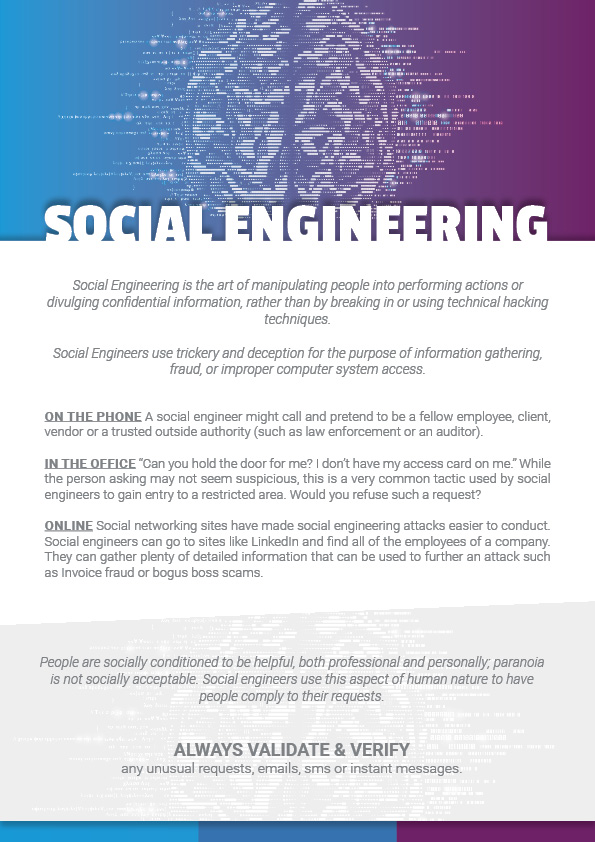 SOCIAL ENGINEERING
Social Engineering is the art of manipulating people into performing actions or
divulging confidential information, rather than by breaking in or using technical hacking
techniques.
Social Engineers use trickery and deception for the purpose of information gathering,
fraud, or improper computer system access.
ON THE PHONE A social engineer might call and pretend to be a fellow employee, client,
vendor or a trusted outside authority (such as law enforcement or an auditor).
IN THE OFFICE “Can you hold the door for me? I don’t have my access card on me.” While
the person asking may not seem suspicious, this is a very common tactic used by social
engineers to gain entry to a restricted area. Would you refuse such a request?
ONLINE Social networking sites have made social engineering attacks easier to conduct.
Social engineers can go to sites like LinkedIn and find all of the employees of a company.
They can gather plenty of detailed information that can be used to further an attack such
as Invoice fraud or bogus boss scams.
People are socially conditioned to be helpful, both professional and personally; paranoia
is not socially acceptable. Social engineers use this aspect of human nature to have
people comply to their requests.
ALWAYS VALIDATE & VERIFY
any unusual requests, emails, sms or instant messages.